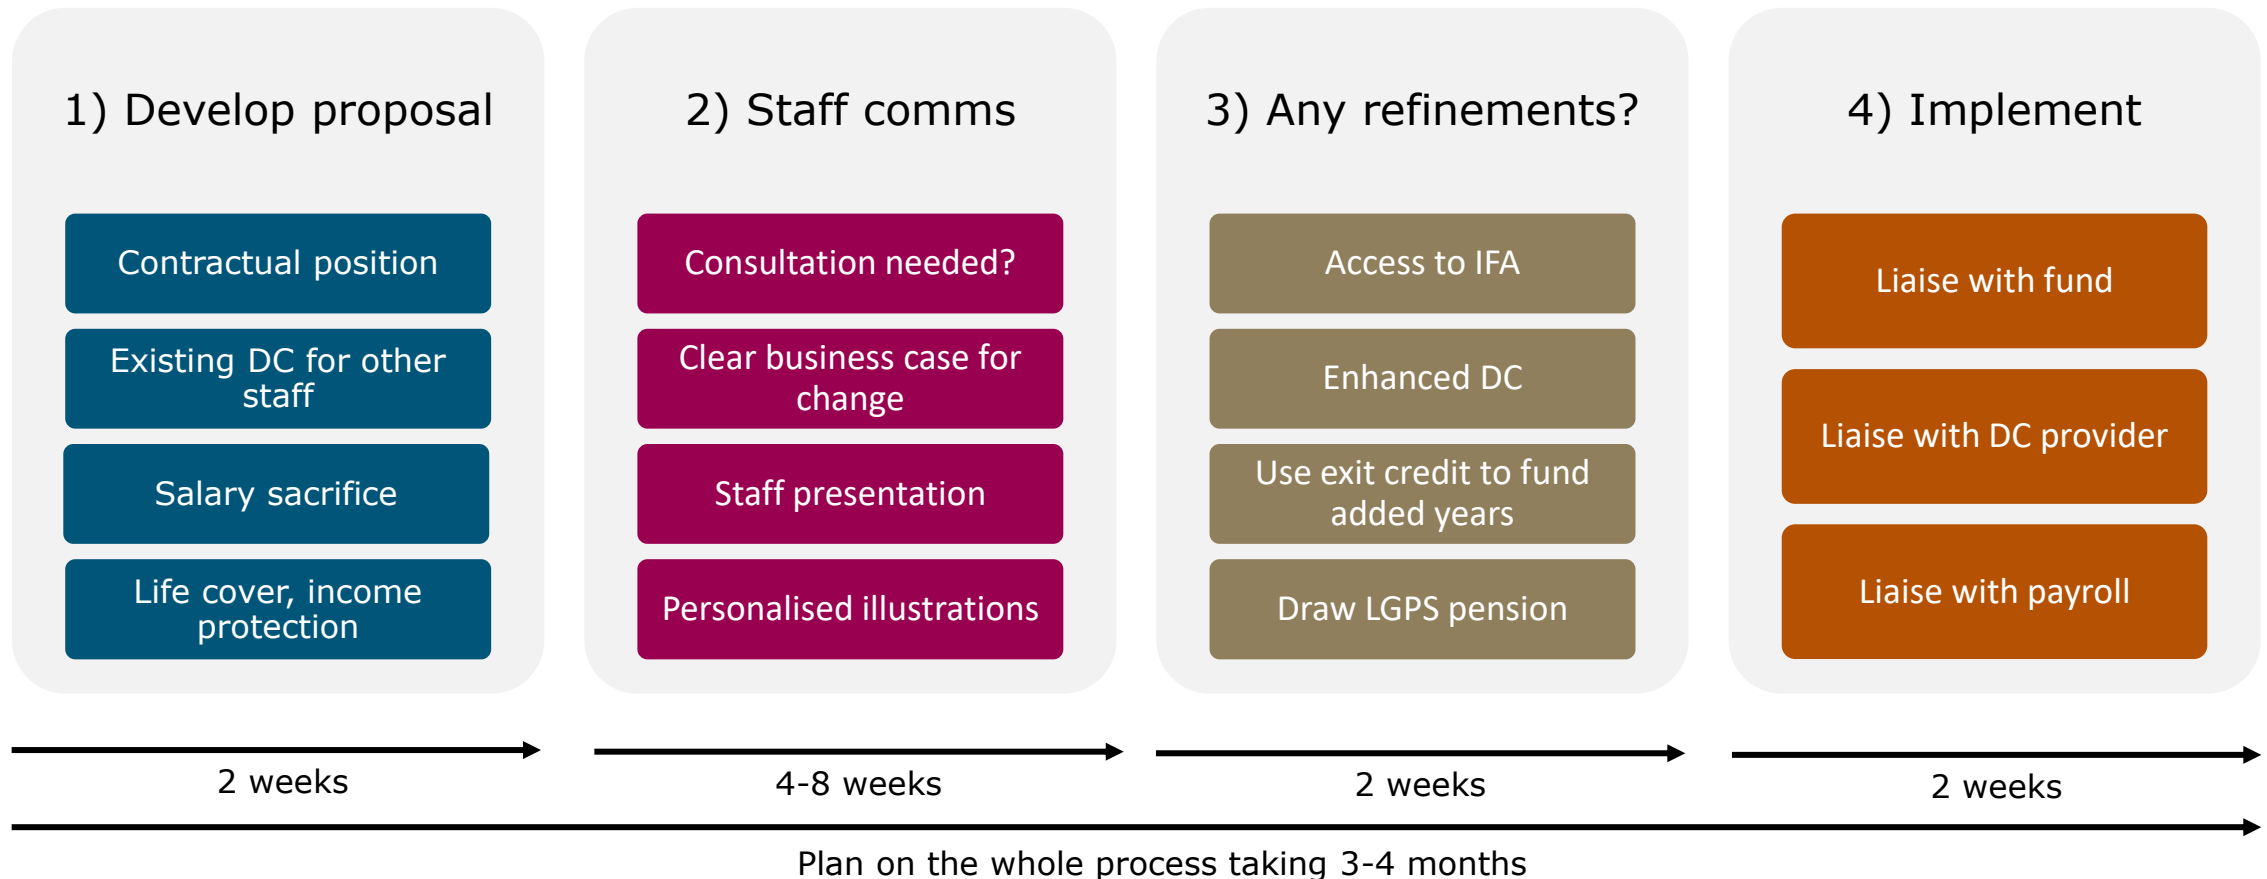 1) Develop proposal
Contractual position
Existing DC for other
staff
Salary sacrifice
Life cover, income
protection
2) Staff comms
Consultation needed?
Clear business case for
change
Staff presentation
Personalised illustrations
3) Any refinements?
Access to IFA
Enhanced DC
Use exit credit to fund
added years
Draw LGPS pension
4) Implement
Liaise with fund
Liaise with DC provider
Liaise with payroll
2 weeks
4-8 weeks
2 weeks
2 weeks
Plan on the whole process taking 3-4 months